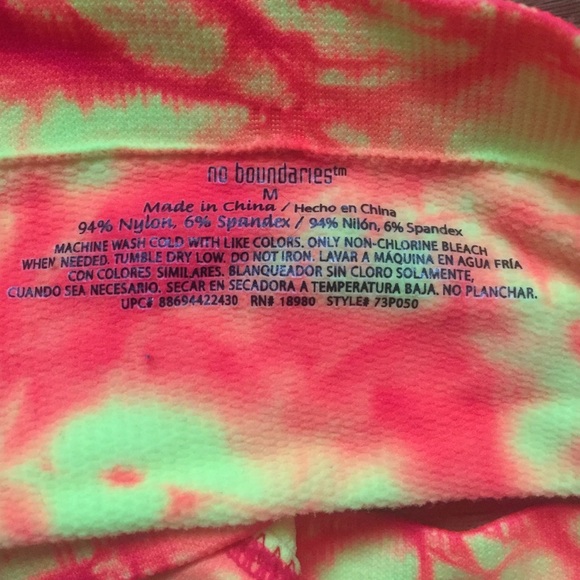 no boundaries™
M
Made in China / Hecho en China
94% Nylon, 6% Spandex / 94% Nilón, 6% Spandex
MACHINE WASH COLD WITH LIKE COLORS. ONLY NON-CHLORINE BLEACH
WHEN NEEDED. TUMBLE DRY LOW. DO NOT IRON. LAVAR A MÁQUINA EN AGUA FRÍA
CON COLORES SIMILARES. BLANQUEADOR SIN CLORO SOLAMENTE,
CUANDO SEA NECESARIO. SECAR EN SECADORA A TEMPERATURA BAJA. NO PLANCHAR.
UPC# 88694422430 RN# 18980 STYLE# 73P050